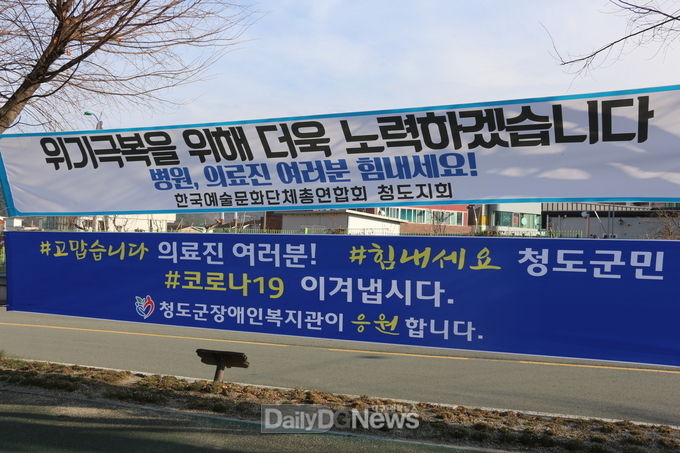 위기극복을 위해 더욱 노력하겠습니다
병원, 의료진 여러분 힘내세요!
한국예술문화단체총연합회 청도지회
#고맙습니다 의료진 여러분! #힘내세요 청도군민
#코로나19 이겨냅시다.
청도군장애인복지관이 응원합니다.
DailyDGNews